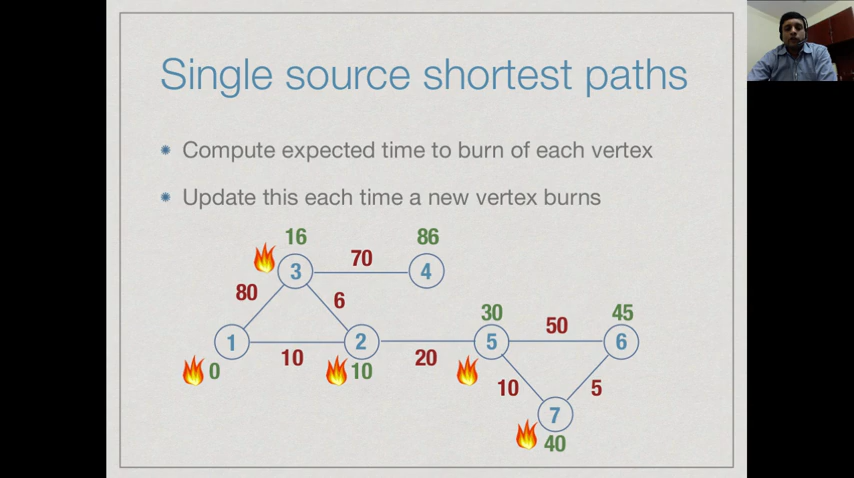 Single source shortest paths
Compute expected time to burn of each vertex
Update this each time a new vertex burns
16 86
3 70 4
80 6
30 50 45
1 10 2 20 5 6
0 10 10 5
7
40